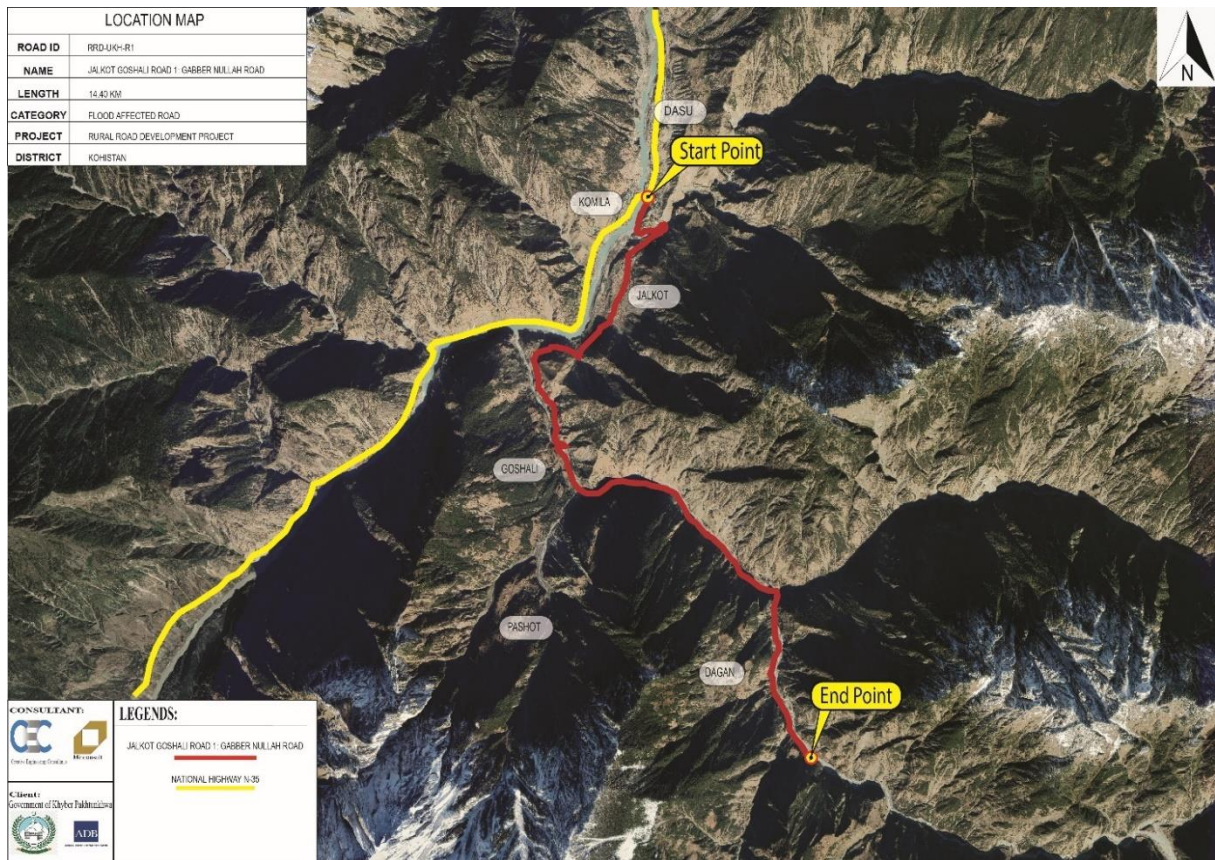 LOCATION MAP
ROAD ID RRD-UKH-R1
NAME JALKOT GOSHALI ROAD 1: GABBER NULLAH ROAD
LENGTH 14.40 KM
CATEGORY FLOOD AFFECTED ROAD
PROJECT RURAL ROAD DEVELOPMENT PROJECT
DISTRICT KOHISTAN
N
DASU
Start Point
KOMILA
JALKOT
GOSHALI
PASHOT
DAGAN
End Point
CONSULTANT:
Client:
Government of Khyber Pakhtunkhwa
ADB
LEGENDS:
JALKOT GOSHALI ROAD 1: GABBER NULLAH ROAD
NATIONAL HIGHWAY N-35